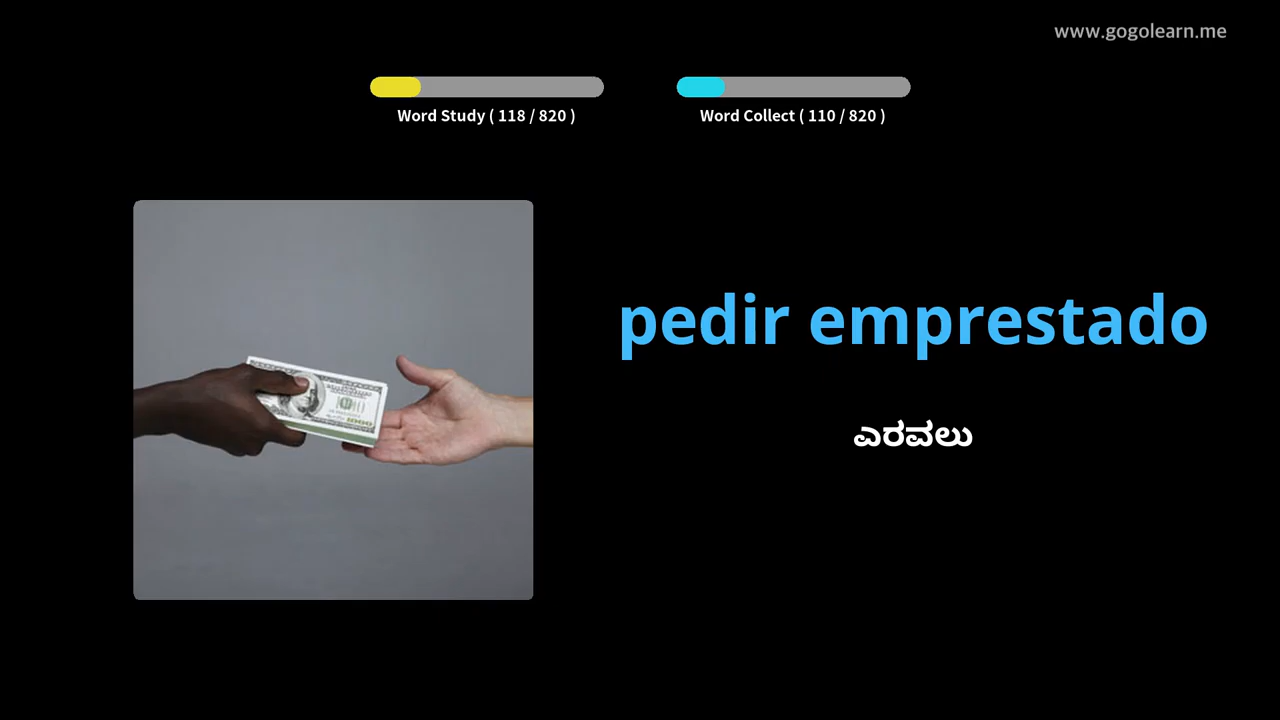 www.gogolearn.me
Word Study ( 118 / 820 )
Word Collect ( 110 / 820 )
pedir emprestado
ಎರವಲು